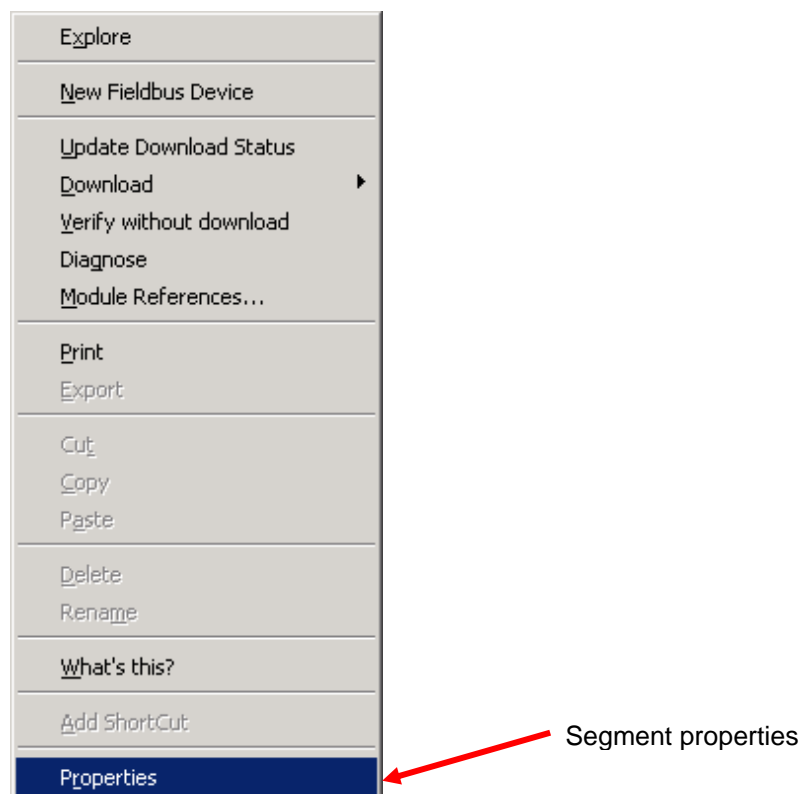 Explore
New Fieldbus Device
Update Download Status
Download
Verify without download
Diagnose
Module References...
Print
Export
Cut
Copy
Paste
Delete
Rename
What's this?
Add ShortCut
Properties
Segment properties